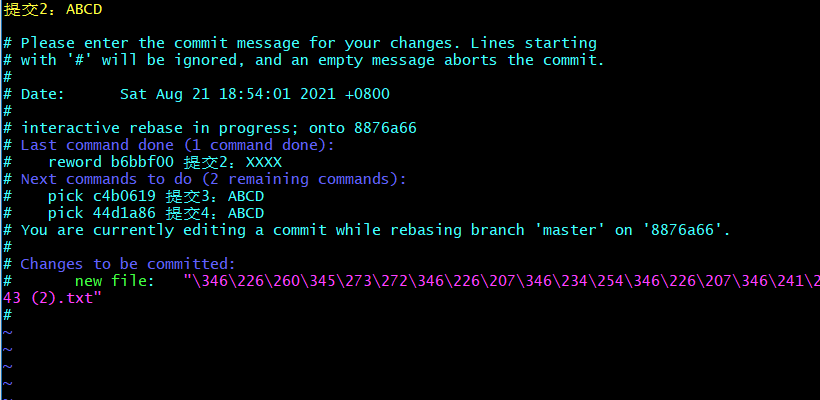 提交2：ABCD
# Please enter the commit message for your changes. Lines starting
# with '#' will be ignored, and an empty message aborts the commit.
#
# Date:      Sat Aug 21 18:54:01 2021 +0800
#
# interactive rebase in progress; onto 8876a66
# Last command done (1 command done):
#    reword b6bbf00 提交2：XXXX
# Next commands to do (2 remaining commands):
#    pick c4b0619 提交3：ABCD
#    pick 44d1a86 提交4：ABCD
# You are currently editing a commit while rebasing branch 'master' on '8876a66'.
#
# Changes to be committed:
#       new file:   "\346\226\260\345\273\272\346\226\207\346\234\254\346\226\207\346\241\2
43 (2).txt"
#
~
~
~
~